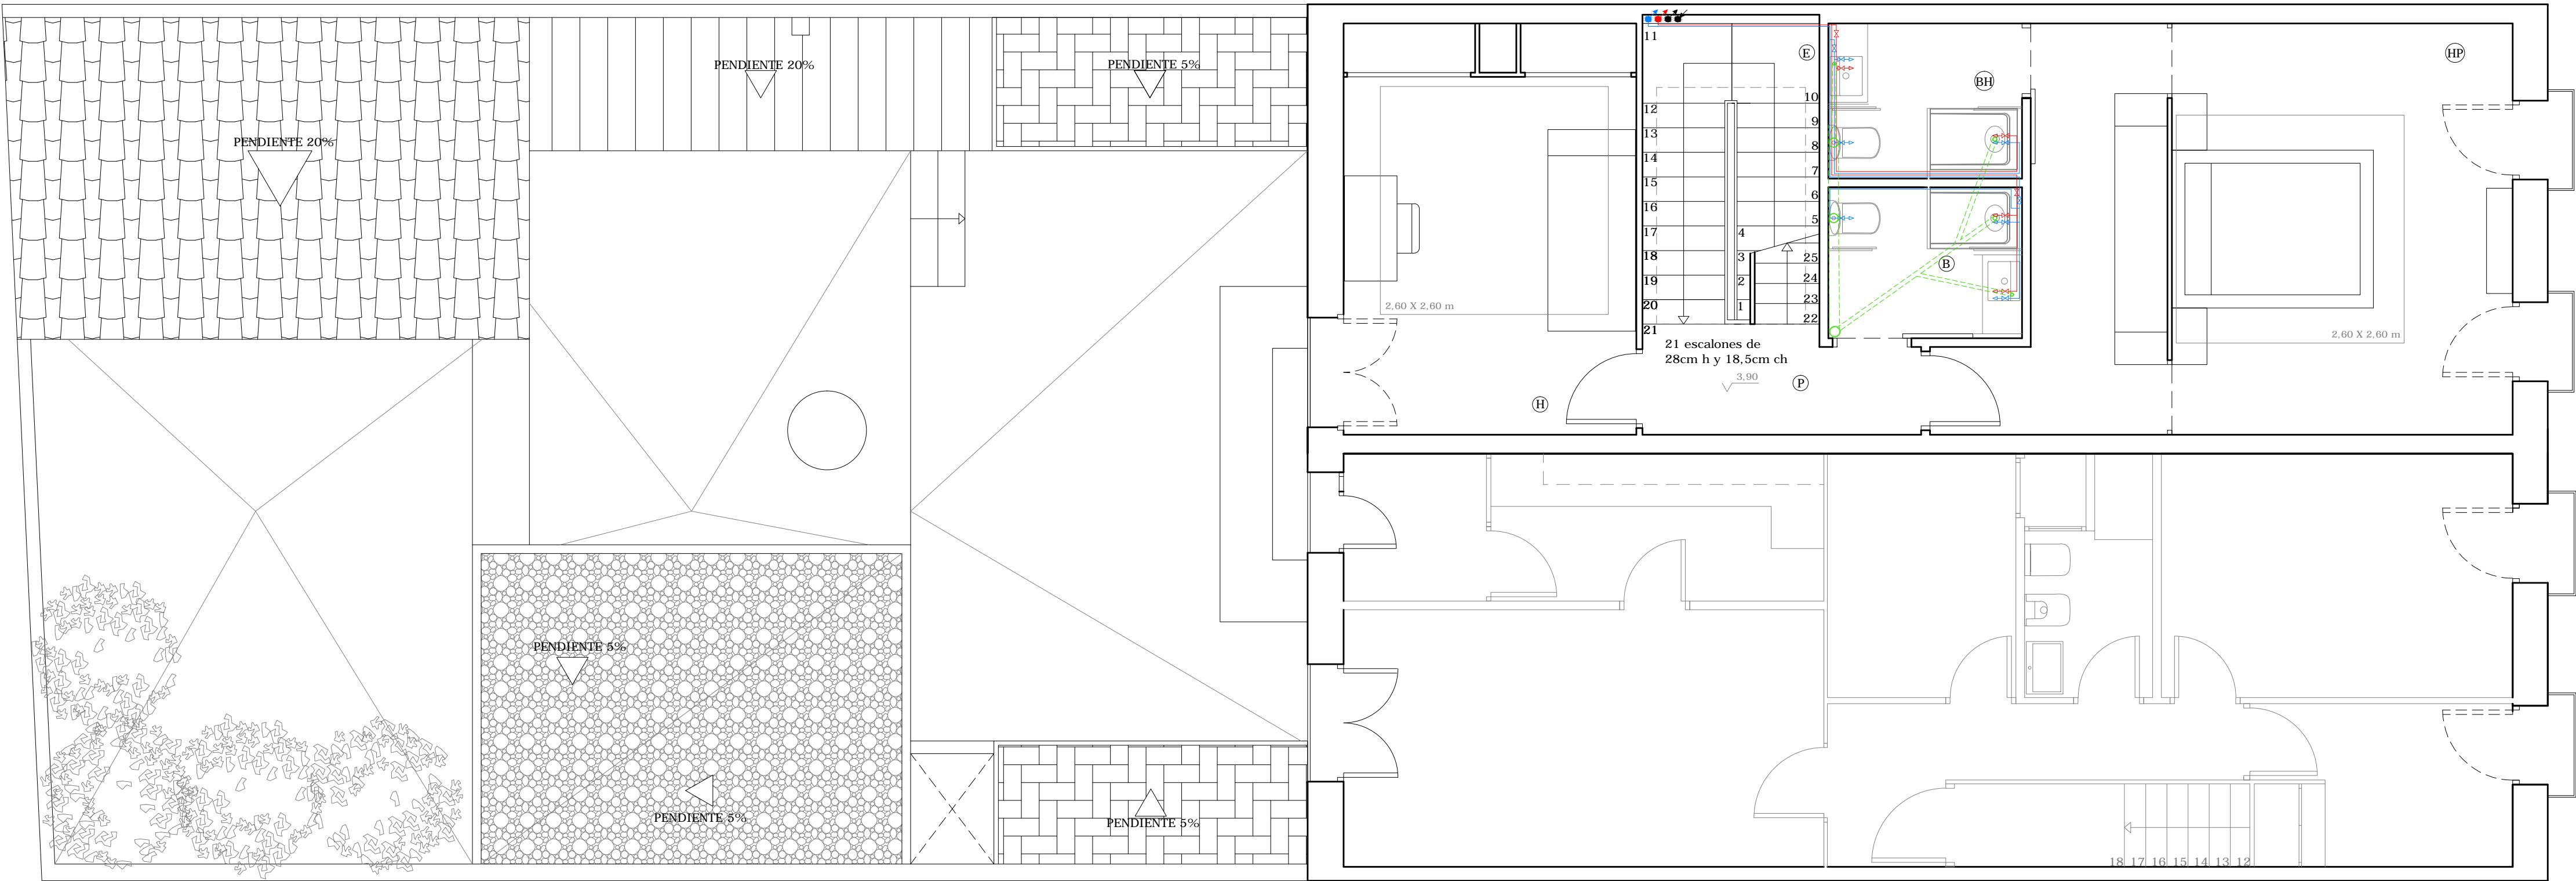 PENDIENTE 20%
PENDIENTE 20%
PENDIENTE 5%
PENDIENTE 5%
PENDIENTE 5%
PENDIENTE 5%
11
12
13
14
15
16
17
18
19
20
21
10
9
8
7
6
5
4
3
2
1
25
24
23
22
21 escalones de
28cm h y 18,5cm ch
3,90
E
BH
HP
B
P
H
2,60 X 2,60 m
2,60 X 2,60 m
18 17 16 15 14 13 12